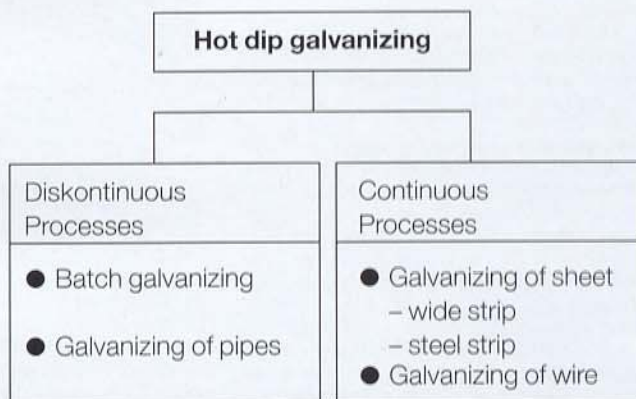 Hot dip galvanizing
Diskontinuous
Processes
● Batch galvanizing
● Galvanizing of pipes
Continuous
Processes
● Galvanizing of sheet
– wide strip
– steel strip
● Galvanizing of wire